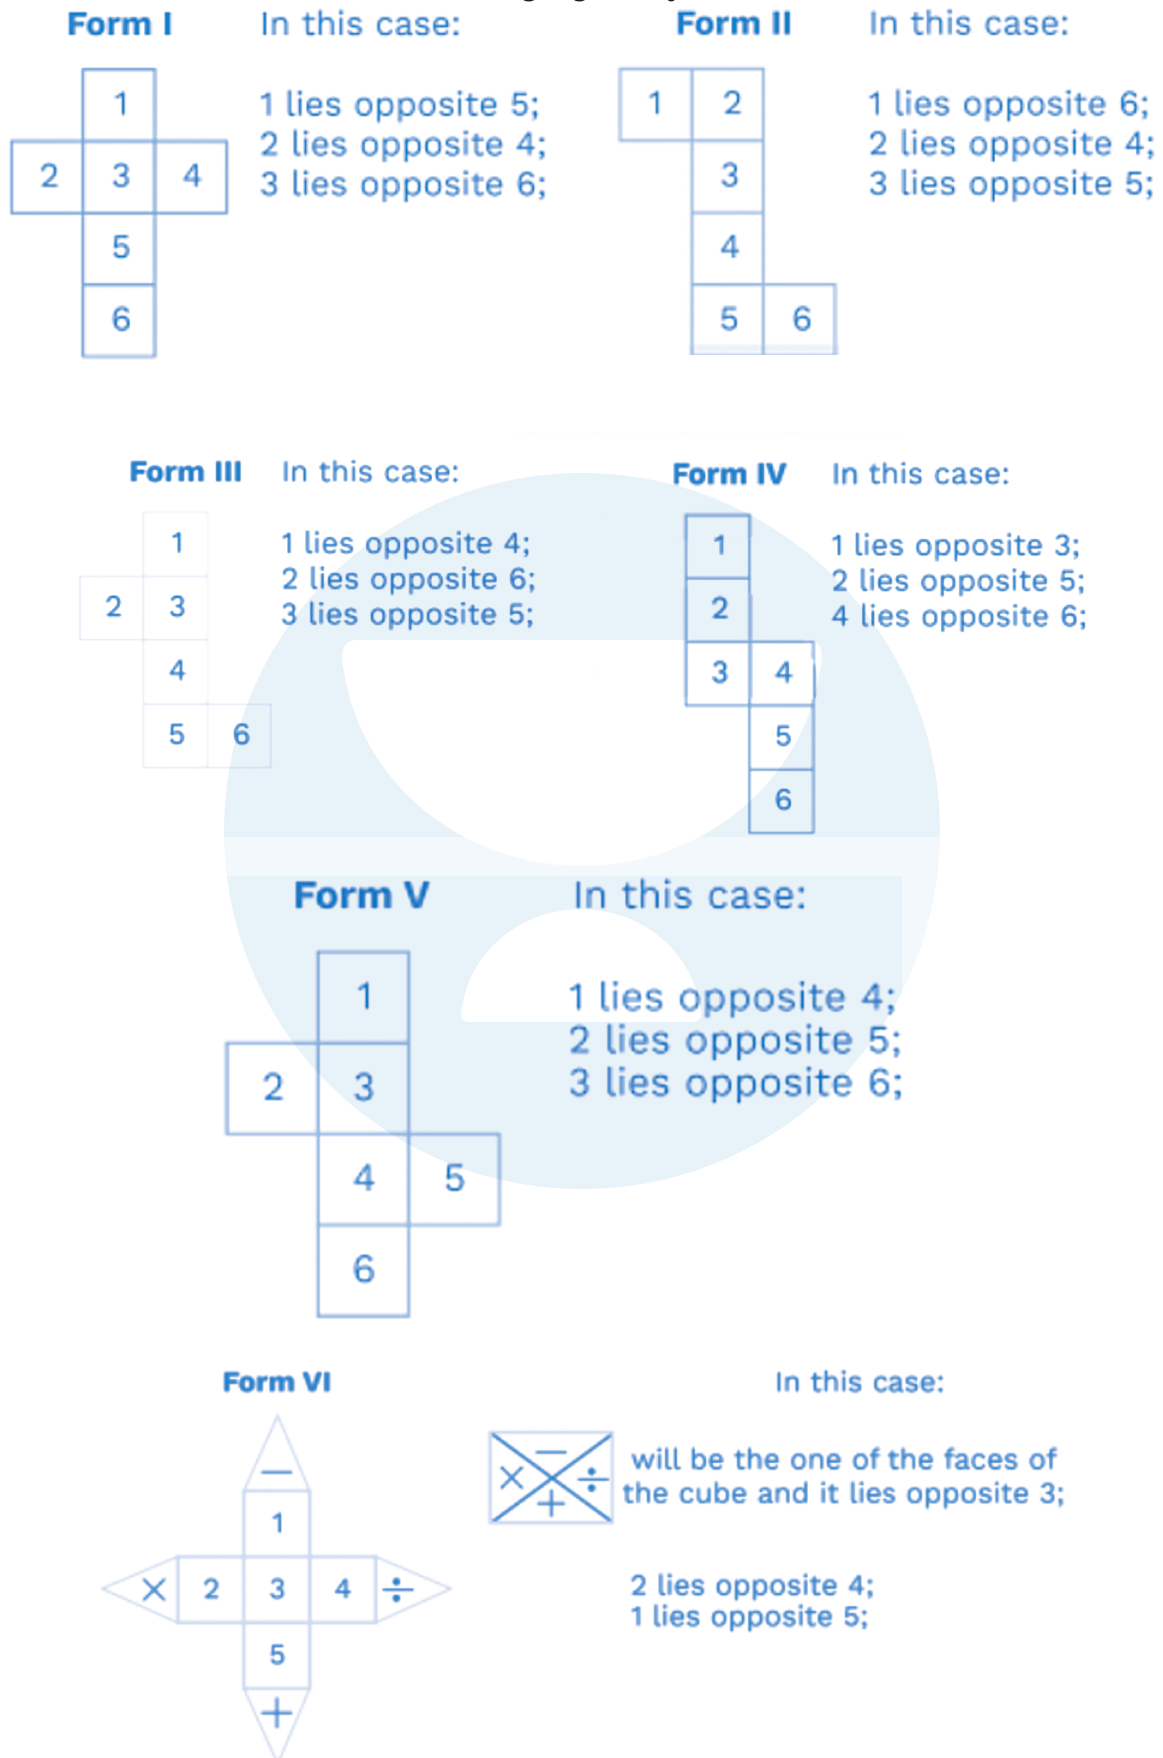 Form I
In this case:
1
2 3 4
5
6
1 lies opposite 5;
2 lies opposite 4;
3 lies opposite 6;
Form II
In this case:
1 2
3
4
5 6
1 lies opposite 6;
2 lies opposite 4;
3 lies opposite 5;
Form III
In this case:
1
2 3
4
5 6
1 lies opposite 4;
2 lies opposite 6;
3 lies opposite 5;
Form IV
In this case:
1
2
3 4
5
6
1 lies opposite 3;
2 lies opposite 5;
4 lies opposite 6;
Form V
In this case:
1
2 3
4 5
6
1 lies opposite 4;
2 lies opposite 5;
3 lies opposite 6;
Form VI
In this case:
−
1
× 2 3 4 ÷
5
+
−
× ÷
+
will be the one of the faces of
the cube and it lies opposite 3;
2 lies opposite 4;
1 lies opposite 5;